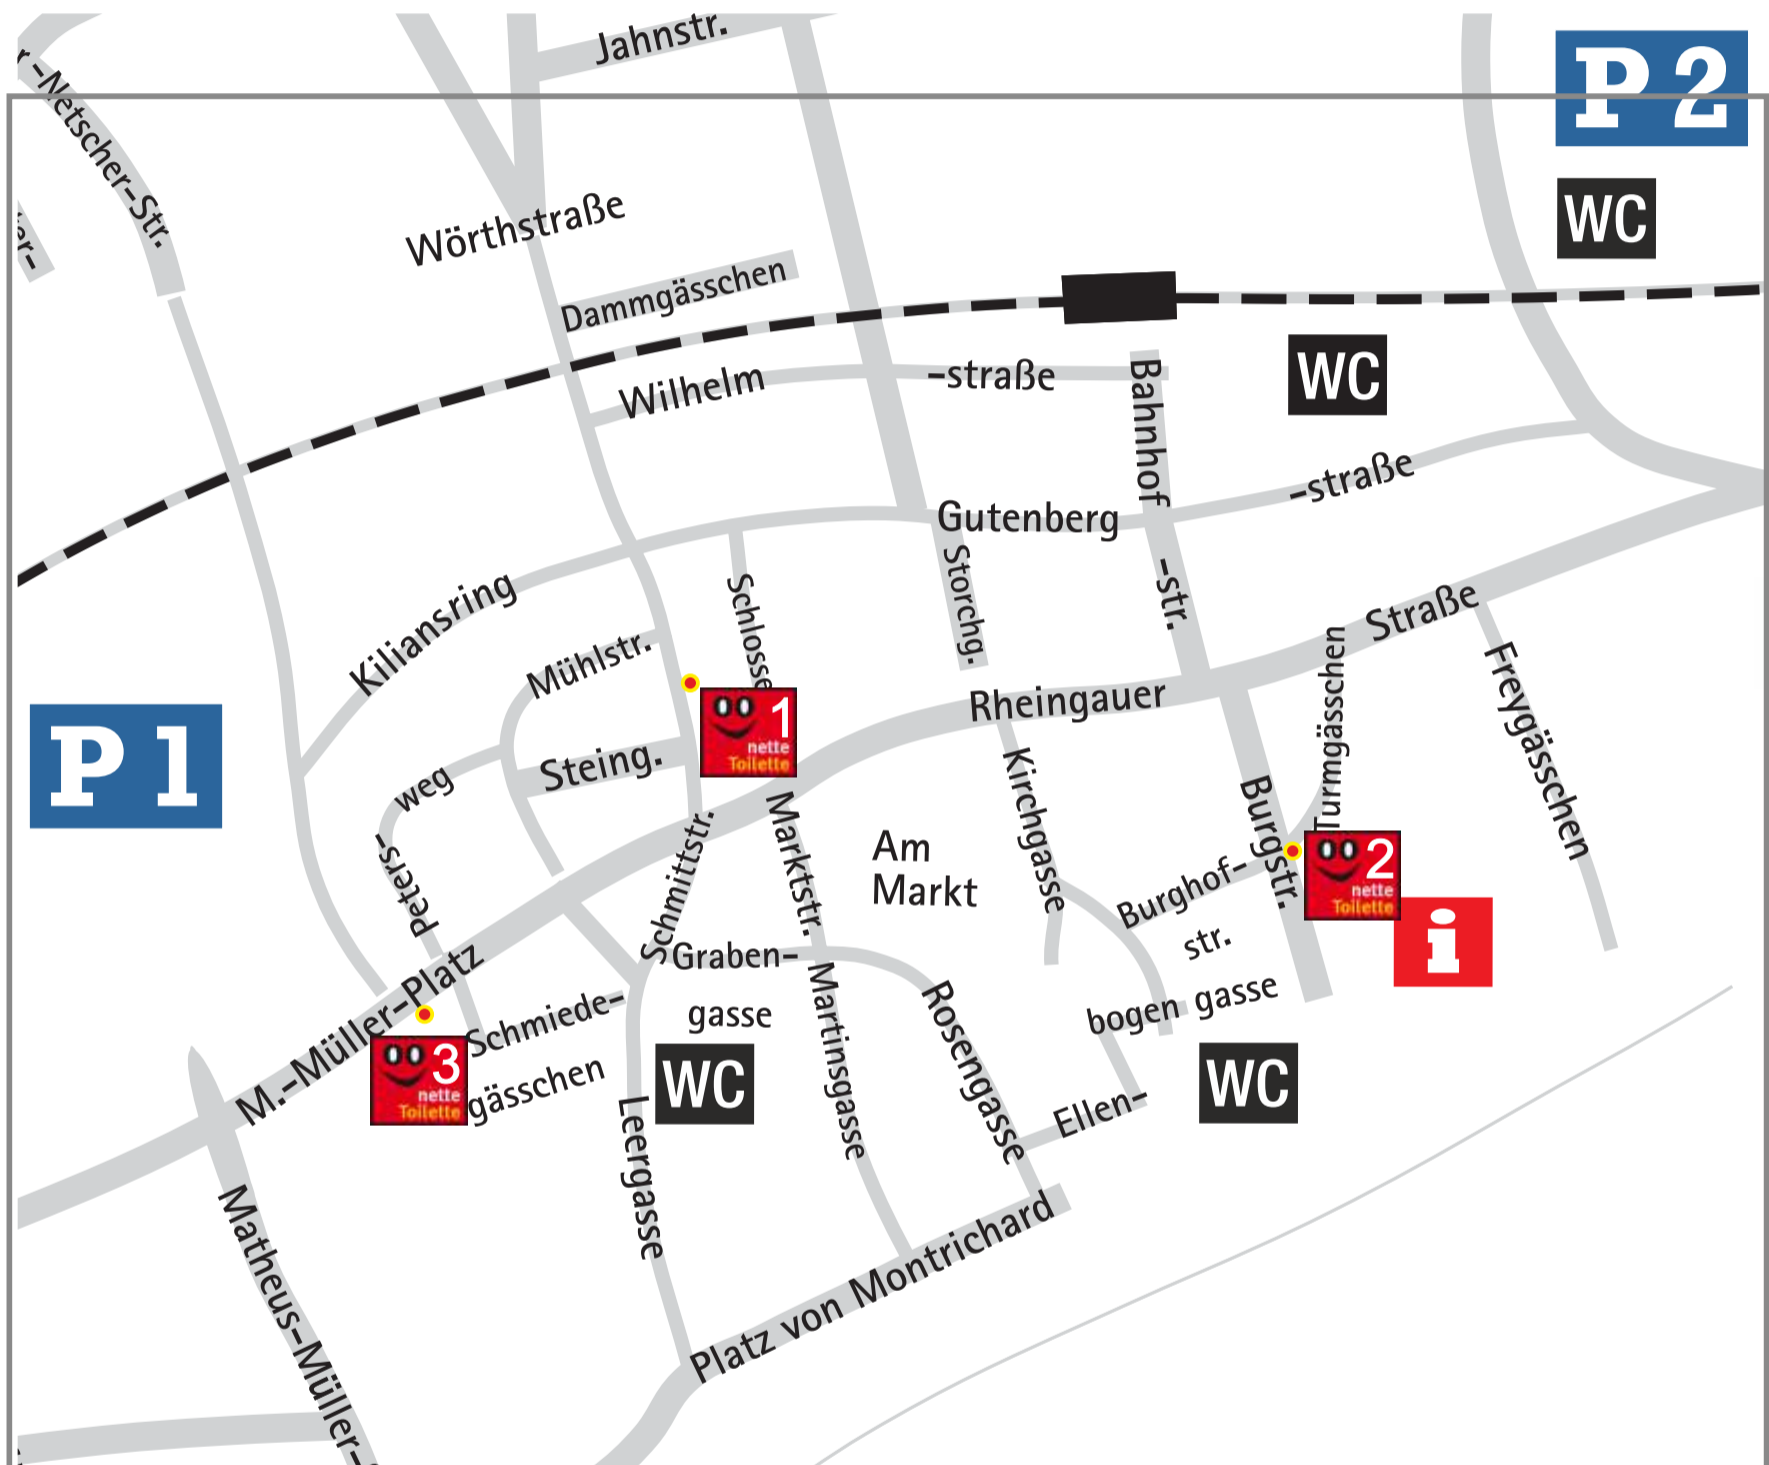 Jahnstr.
P 2
-Netscher-Str.
WC
Wörthstraße
er-
Dammgässchen
Wilhelm
-straße
Bahnhof
WC
-straße
Gutenberg
Storchg.
-str.
Kiliansring
Schlosse
Mühlstr.
Straße
Turmgässchen
Freygässchen
Rheingauer
P 1
1
nette
Toilette
Steing.
weg
Peters-
Schmittstr.
Marktstr.
Am
Markt
Kirchgasse
Burgstr.
2
nette
Toilette
Burghof-
str.
i
Graben-
gasse
M.-Müller-Platz
Schmiede-
gässchen
3
nette
Toilette
WC
Martinsgasse
Rosengasse
bogen gasse
WC
Ellen-
Leergasse
Matheus-Müller-
Platz von Montrichard